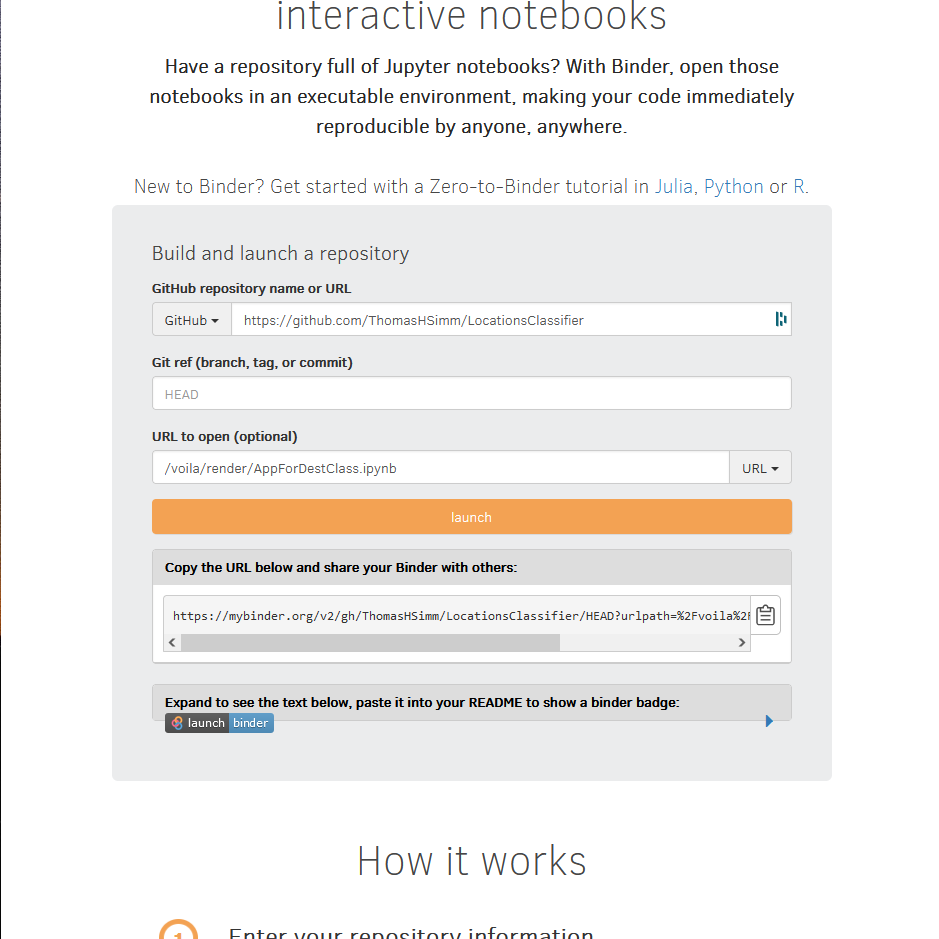 interactive notebooks
Have a repository full of Jupyter notebooks? With Binder, open those
notebooks in an executable environment, making your code immediately
reproducible by anyone, anywhere.
New to Binder? Get started with a Zero-to-Binder tutorial in Julia, Python or R.
Build and launch a repository
GitHub repository name or URL
GitHub https://github.com/ThomasHSimm/LocationsClassifier
Git ref (branch, tag, or commit)
HEAD
URL to open (optional)
/voila/render/AppForDestClass.ipynb URL
launch
Copy the URL below and share your Binder with others:
https://mybinder.org/v2/gh/ThomasHSimm/LocationsClassifier/HEAD?urlpath=%2Fvoila%2F
Expand to see the text below, paste it into your README to show a binder badge:
launch binder
How it works
1 Enter your repository information